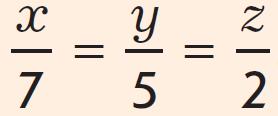 x/7 = y/5 = z/2